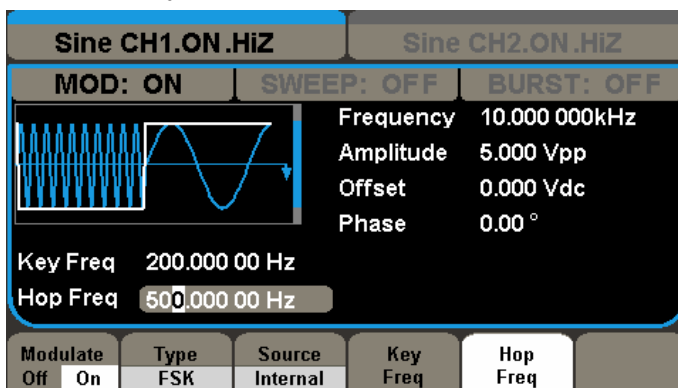 Sine CH1.ON.HiZ
Sine CH2.ON.HiZ
MOD: ON
SWEEP: OFF
BURST: OFF
Frequency 10.000 000kHz
Amplitude 5.000 Vpp
Offset 0.000 Vdc
Phase 0.00 °
Key Freq 200.000 00 Hz
Hop Freq 500.000 00 Hz
Modulate
Off On
Type
FSK
Source
Internal
Key
Freq
Hop
Freq